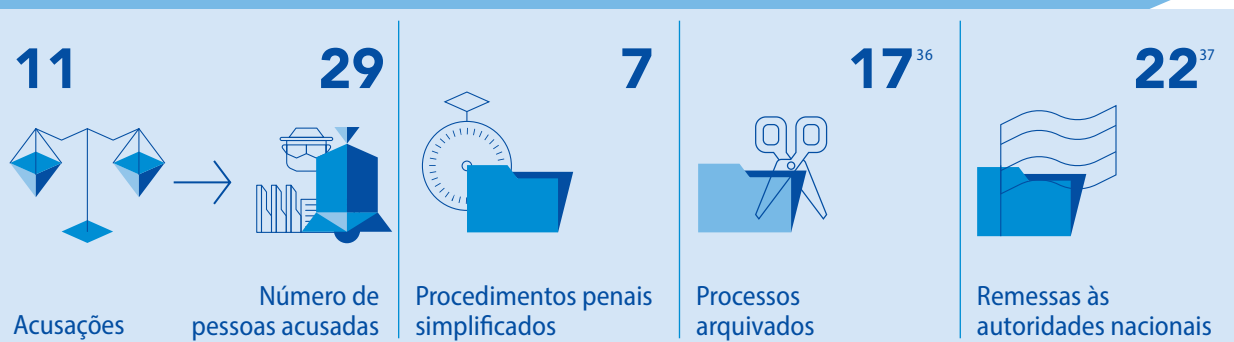 11
29
7
17³⁶
22³⁷
Acusações
Número de
pessoas acusadas
Procedimentos penais
simplificados
Processos
arquivados
Remessas às
autoridades nacionais